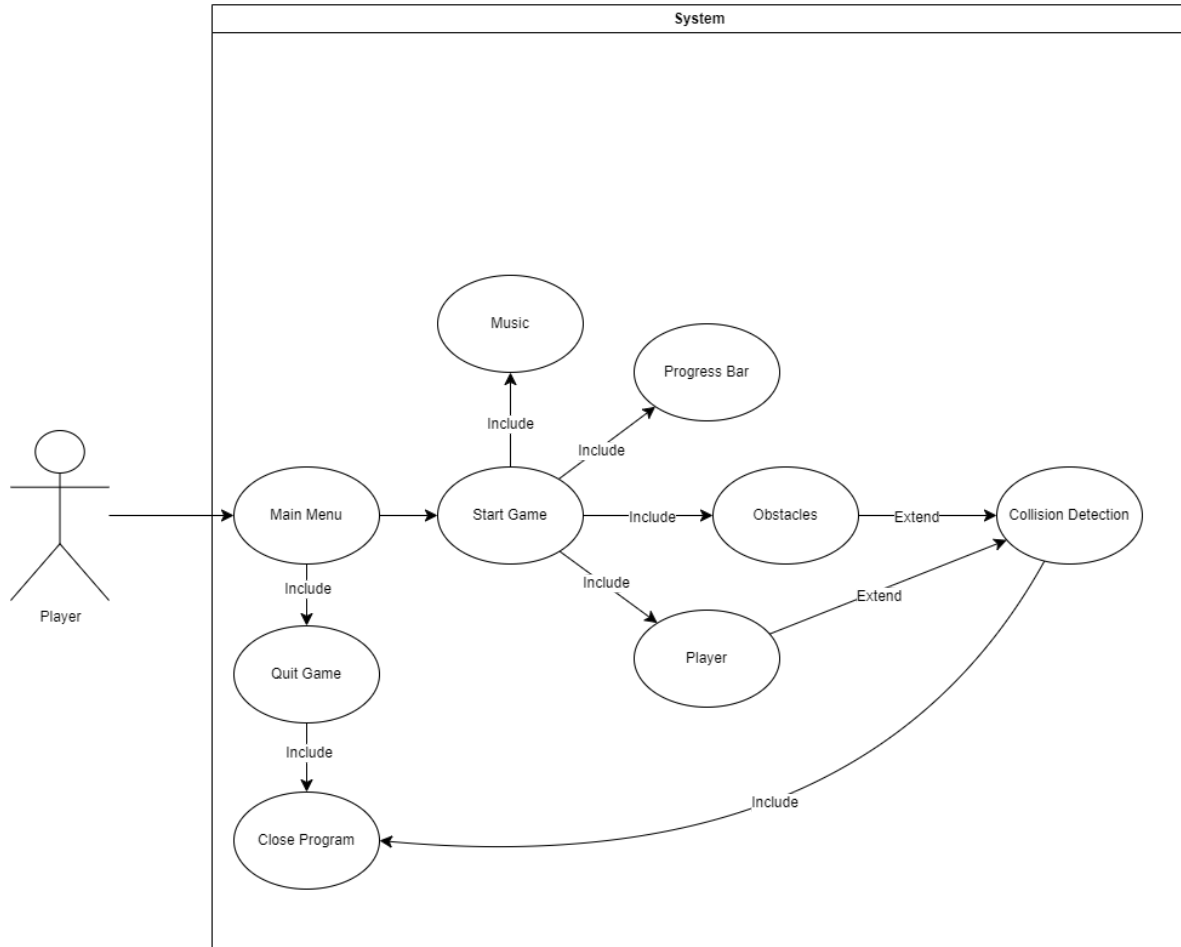 System
Music
Progress Bar
Include
Include
Main Menu
Start Game
Include
Obstacles
Extend
Collision Detection
Include
Include
Extend
Player
Player
Quit Game
Include
Include
Close Program